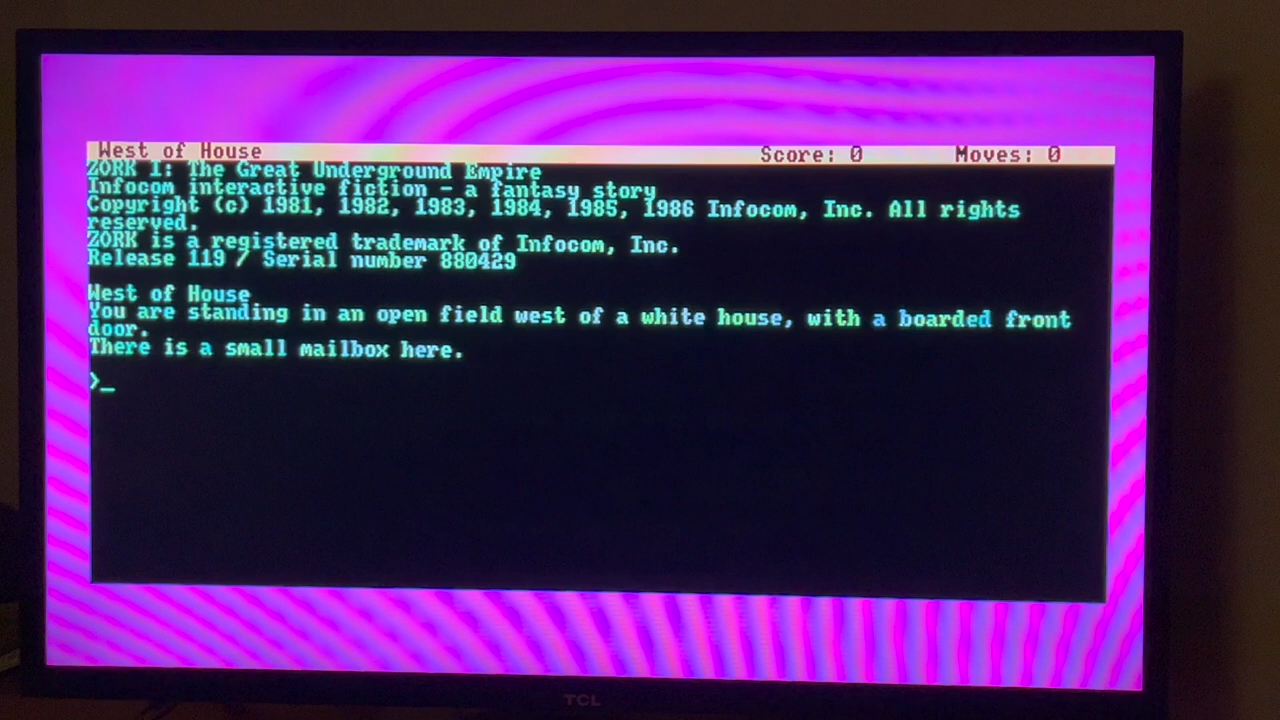 West of House Score: 0 Moves: 0
ZORK I: The Great Underground Empire
Infocom interactive fiction - a fantasy story
Copyright (c) 1981, 1982, 1983, 1984, 1985, 1986 Infocom, Inc. All rights
reserved.
ZORK is a registered trademark of Infocom, Inc.
Release 119 / Serial number 880429
West of House
You are standing in an open field west of a white house, with a boarded front
door.
There is a small mailbox here.
>_
TCL